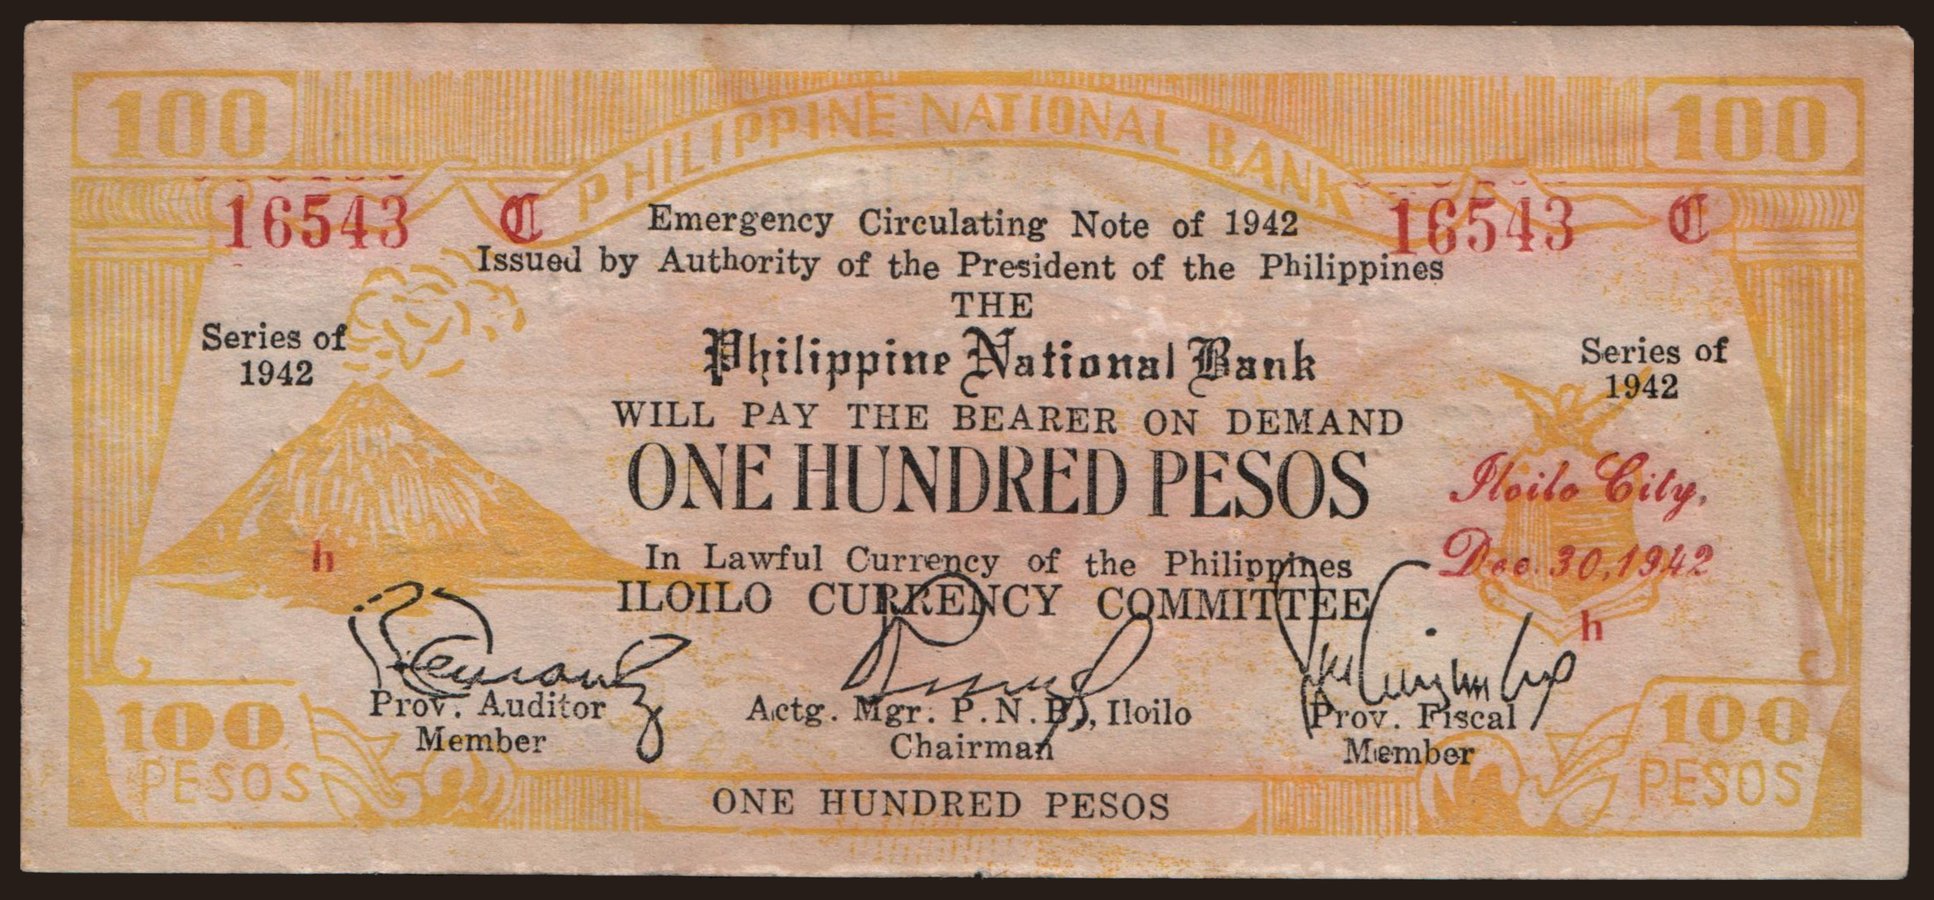 100 100
PHILIPPINE NATIONAL BANK
16543 C 16543 C
Emergency Circulating Note of 1942
Issued by Authority of the President of the Philippines
THE
Philippine National Bank
Series of
1942
Series of
1942
WILL PAY THE BEARER ON DEMAND
ONE HUNDRED PESOS
Iloilo City,
Dec. 30, 1942
In Lawful Currency of the Philippines
ILOILO CURRENCY COMMITTEE
h h
Prov. Auditor
Member
Actg. Mgr. P.N.B., Iloilo
Chairman
Prov. Fiscal
Member
100
PESOS
100
PESOS
ONE HUNDRED PESOS